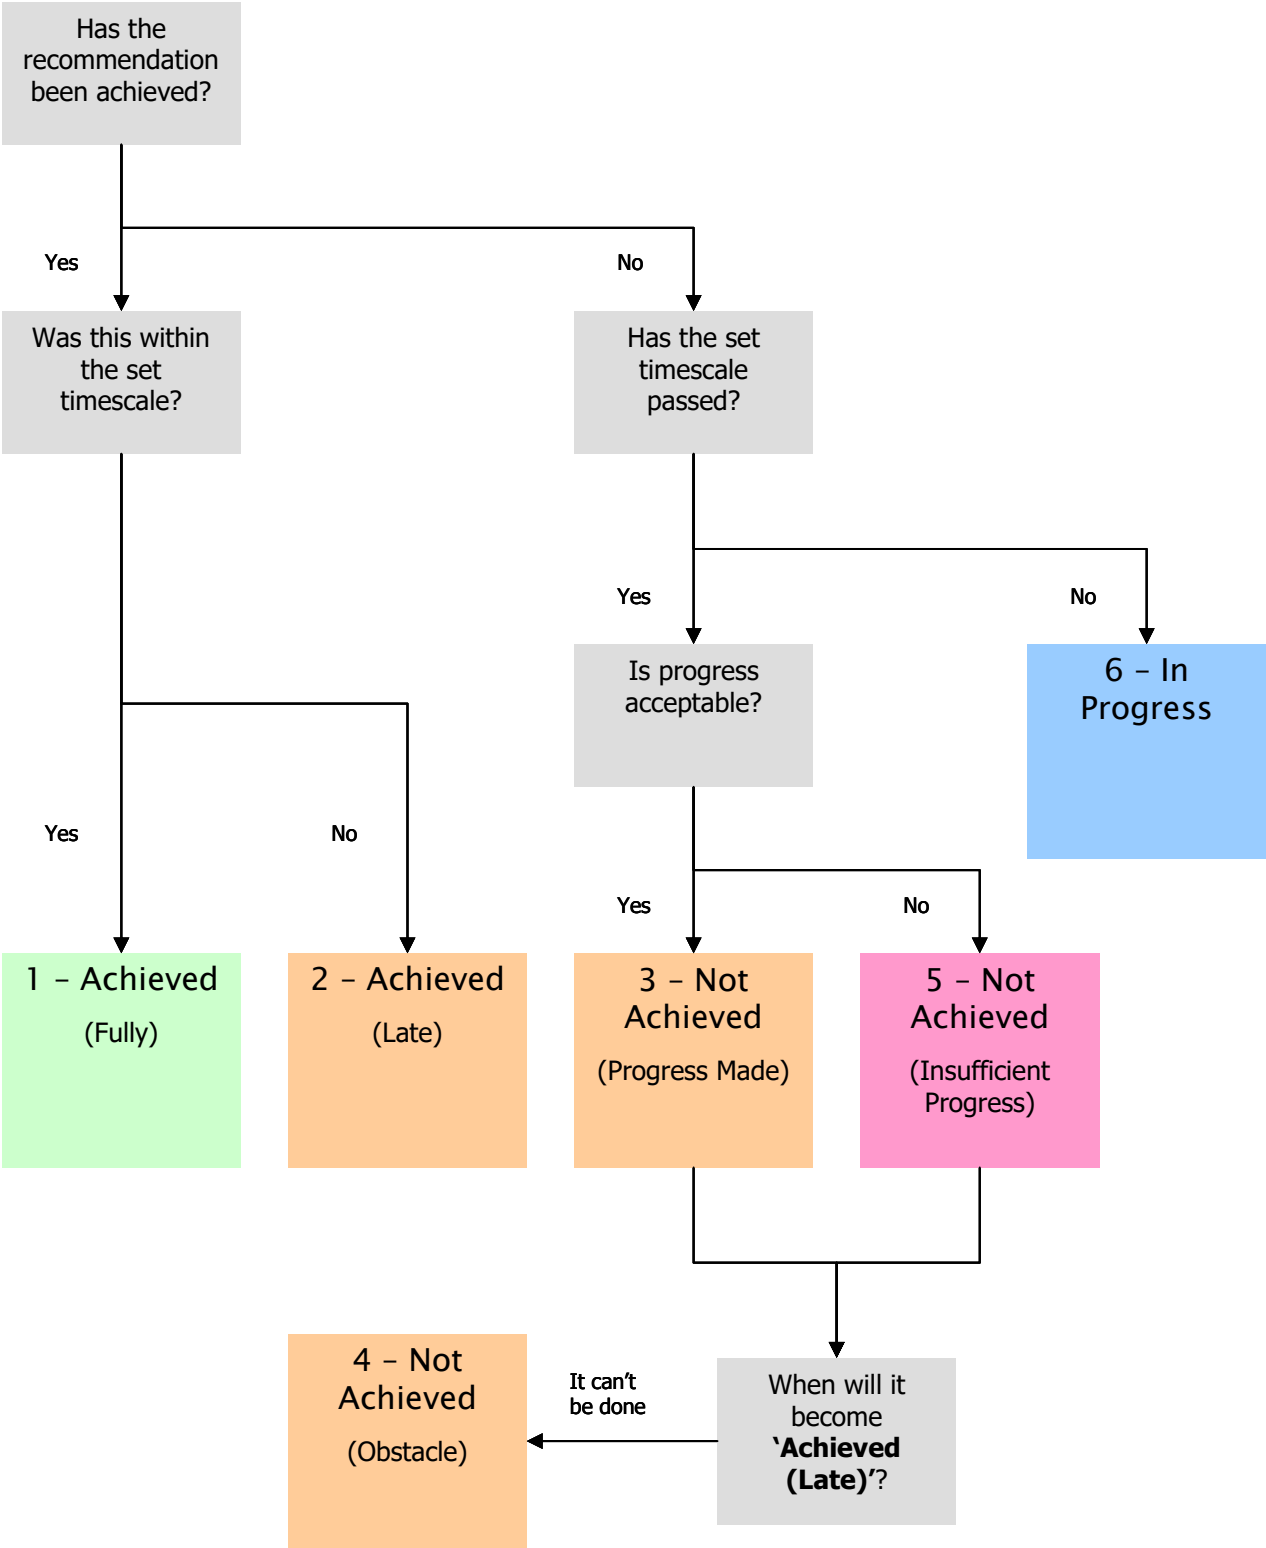 Has the
recommendation
been achieved?
Yes
No
Was this within
the set
timescale?
Has the set
timescale
passed?
Yes
No
Is progress
acceptable?
6 – In
Progress
Yes
No
Yes
No
1 – Achieved
(Fully)
2 – Achieved
(Late)
3 – Not
Achieved
(Progress Made)
5 – Not
Achieved
(Insufficient
Progress)
4 – Not
Achieved
(Obstacle)
It can't
be done
When will it
become
‘Achieved
(Late)’?